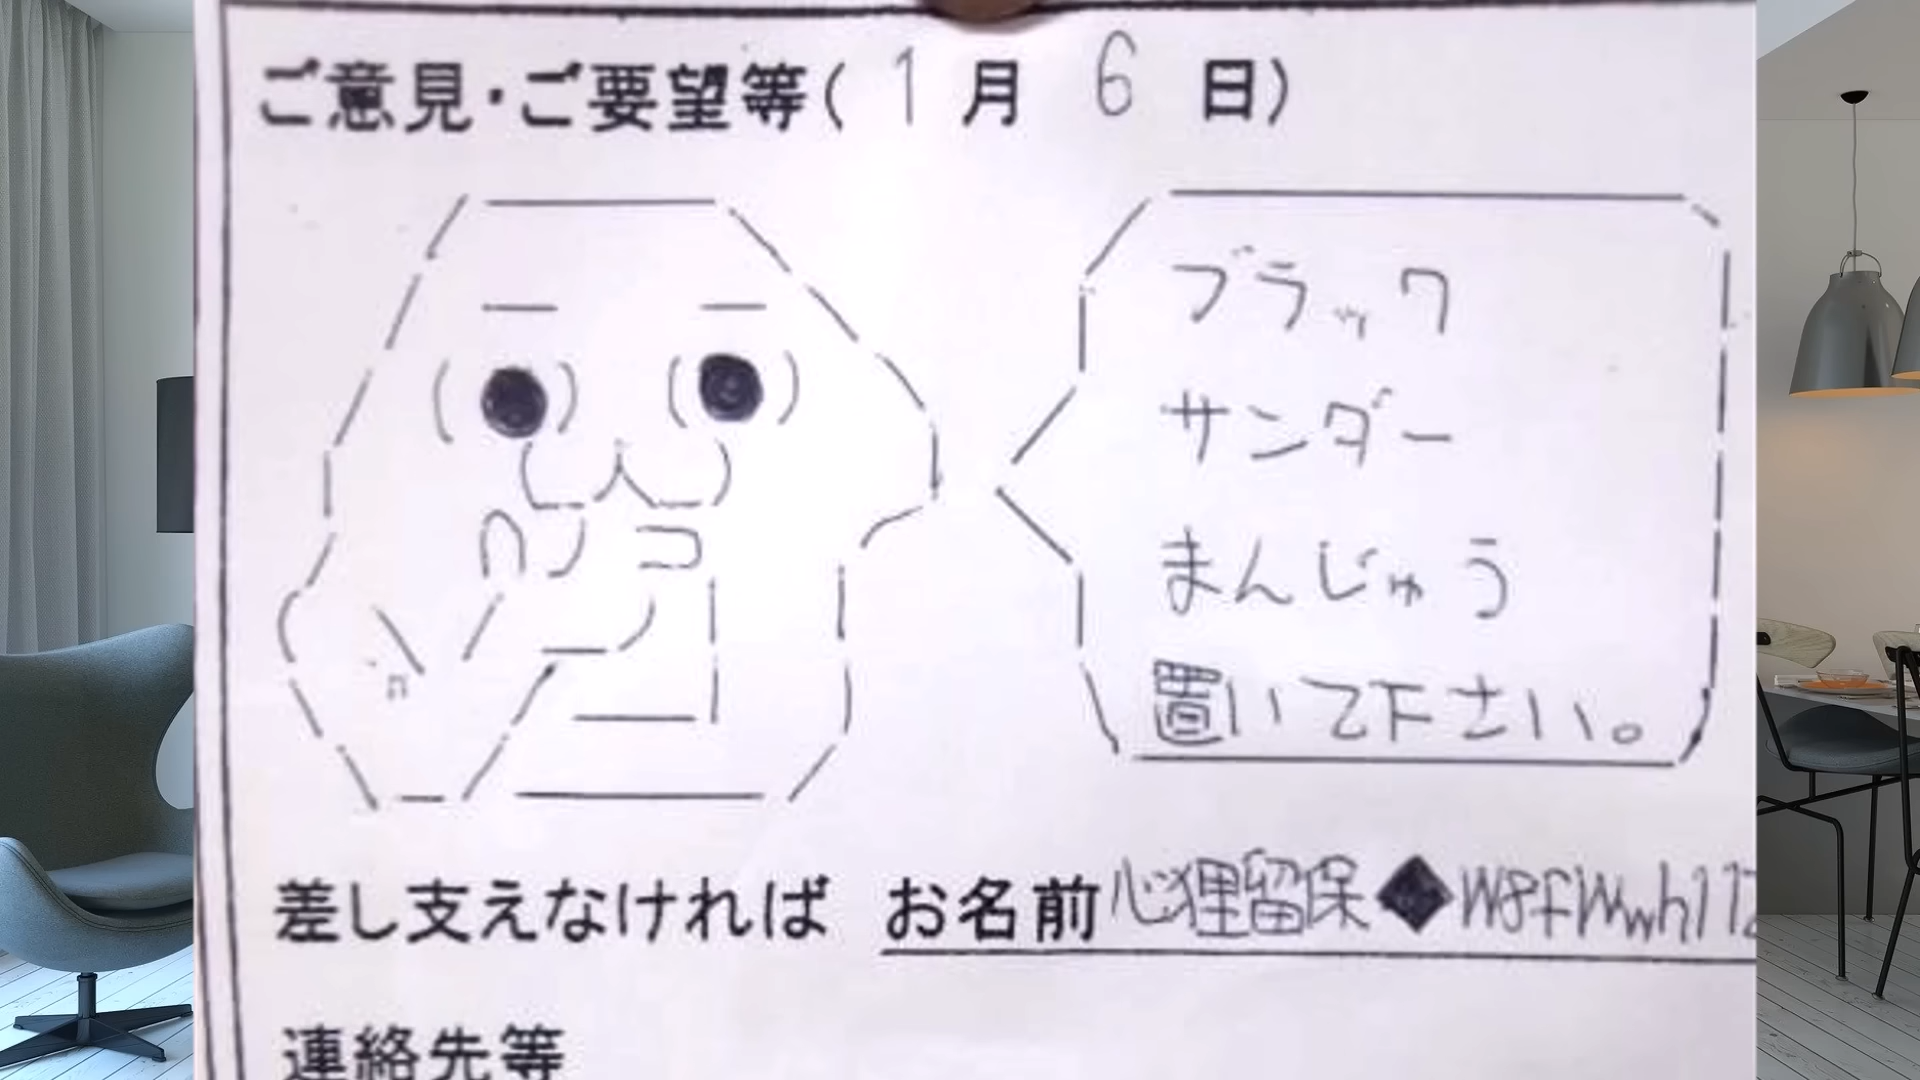 ご意見・ご要望等(1月6日)
ブラック
サンダー
まんじゅう
置いて下さい。
差し支えなければ お名前 心狸留保◆W8fWwh1
連絡先等